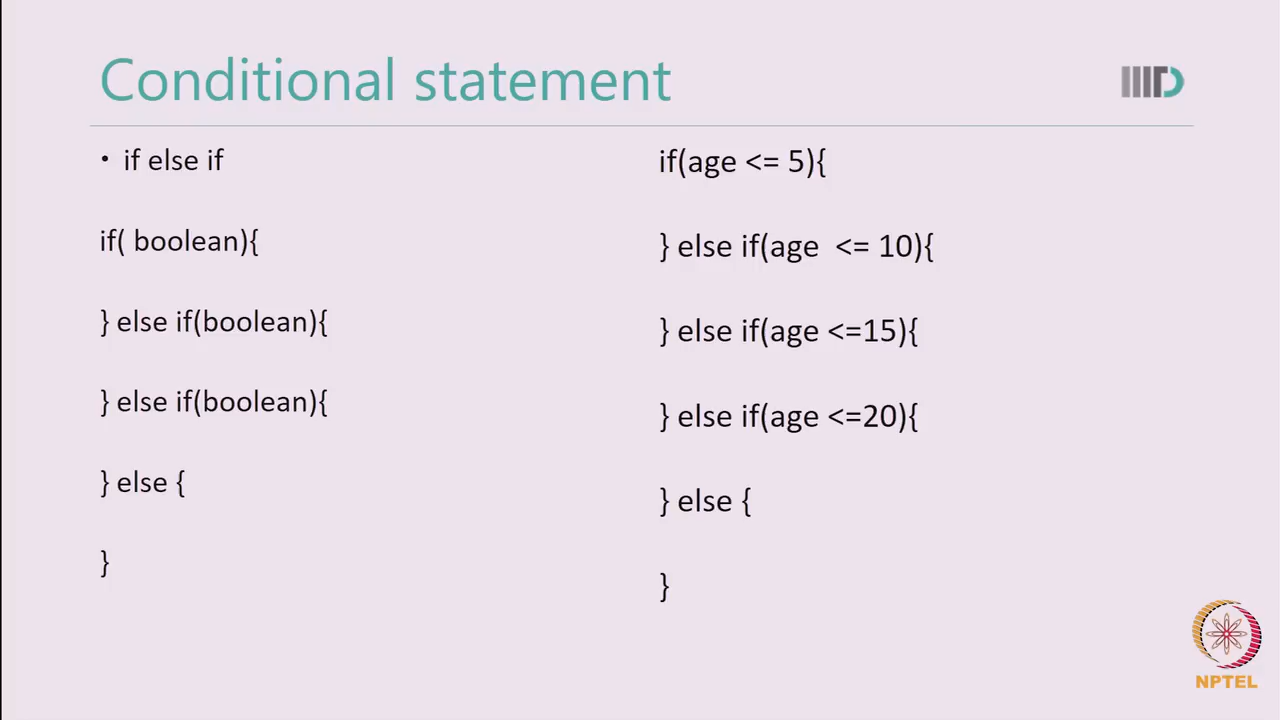 Conditional statement
• if else if
if( boolean){
} else if(boolean){
} else if(boolean){
} else {
}
if(age <= 5){
} else if(age  <= 10){
} else if(age <=15){
} else if(age <=20){
} else {
}
NPTEL